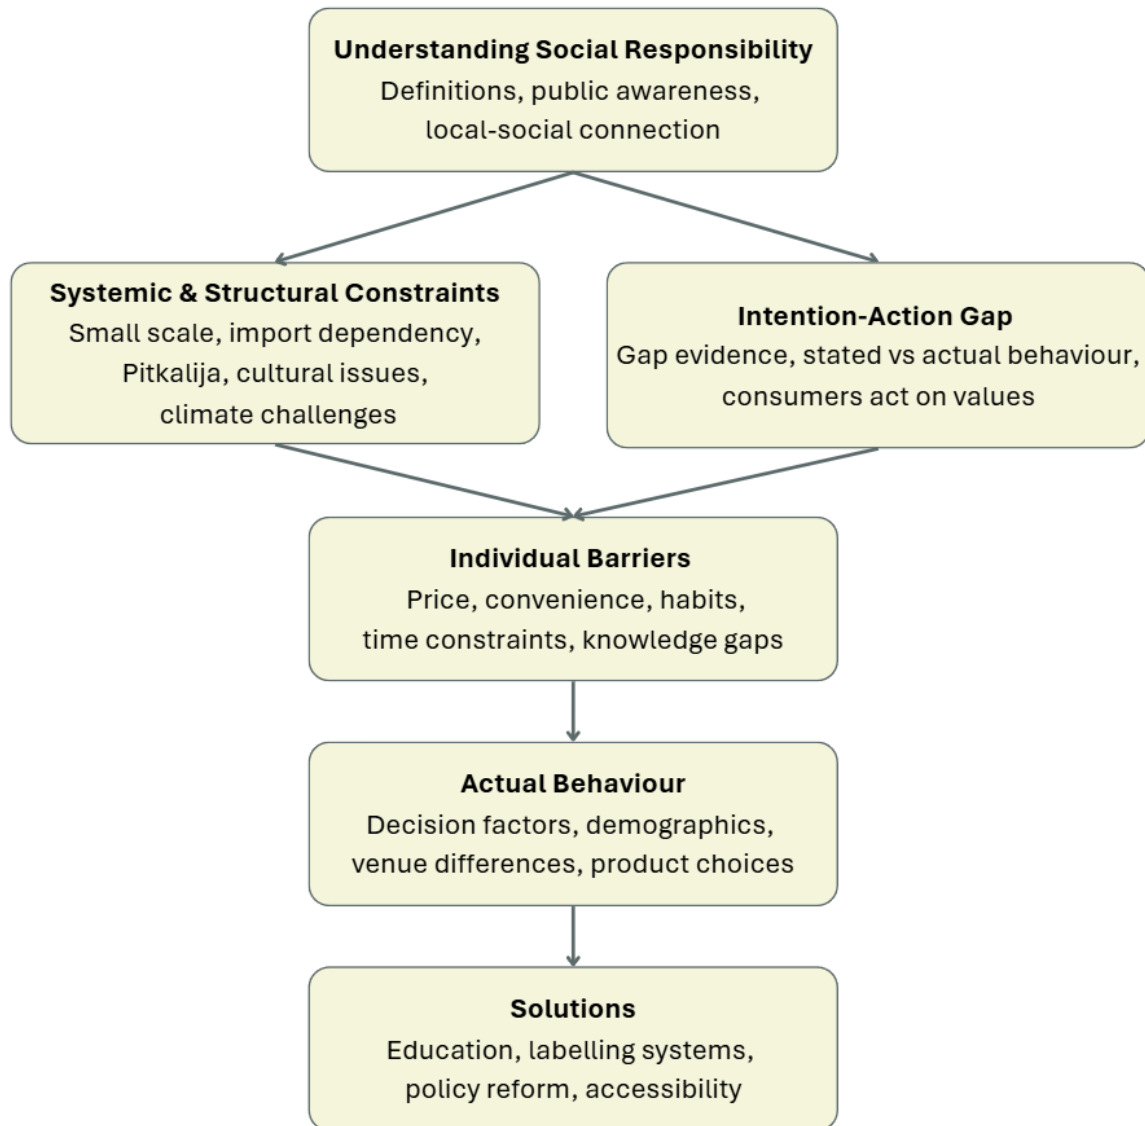 Understanding Social Responsibility
Definitions, public awareness,
local-social connection
Systemic & Structural Constraints
Small scale, import dependency,
Pitkalija, cultural issues,
climate challenges
Intention-Action Gap
Gap evidence, stated vs actual behaviour,
consumers act on values
Individual Barriers
Price, convenience, habits,
time constraints, knowledge gaps
Actual Behaviour
Decision factors, demographics,
venue differences, product choices
Solutions
Education, labelling systems,
policy reform, accessibility